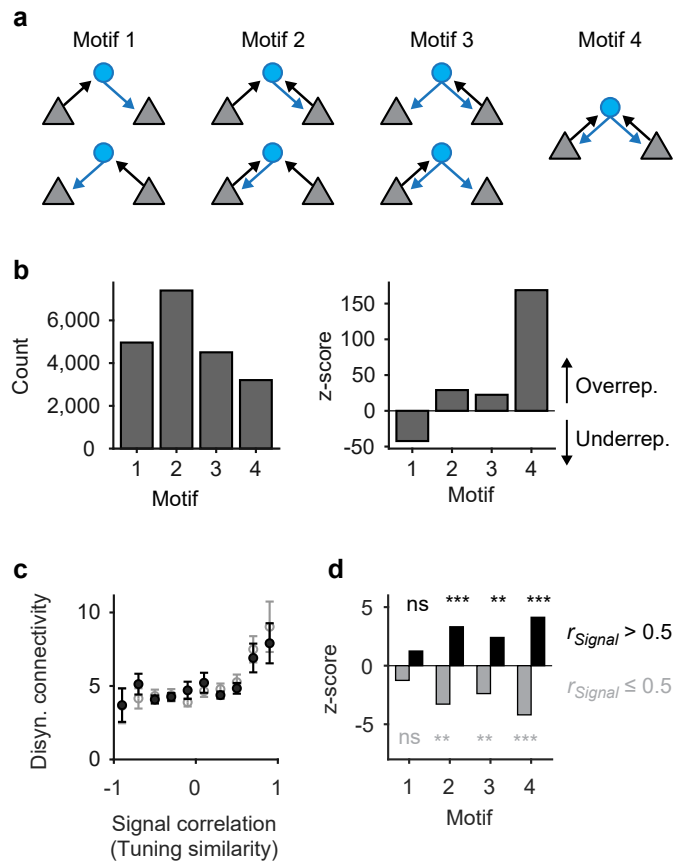 a
Motif 1 Motif 2 Motif 3 Motif 4
b
Count
6,000
4,000
2,000
0
1 2 3 4
Motif
z-score
150
100
50
0
-50
1 2 3 4
Motif
Overrep.
Underrep.
c
Disyn. connectivity
10
5
0
-1 0 1
Signal correlation
(Tuning similarity)
d
z-score
5
0
-5
ns *** ** ***
ns ** ** ***
1 2 3 4
Motif
rSignal > 0.5
rSignal ≤ 0.5